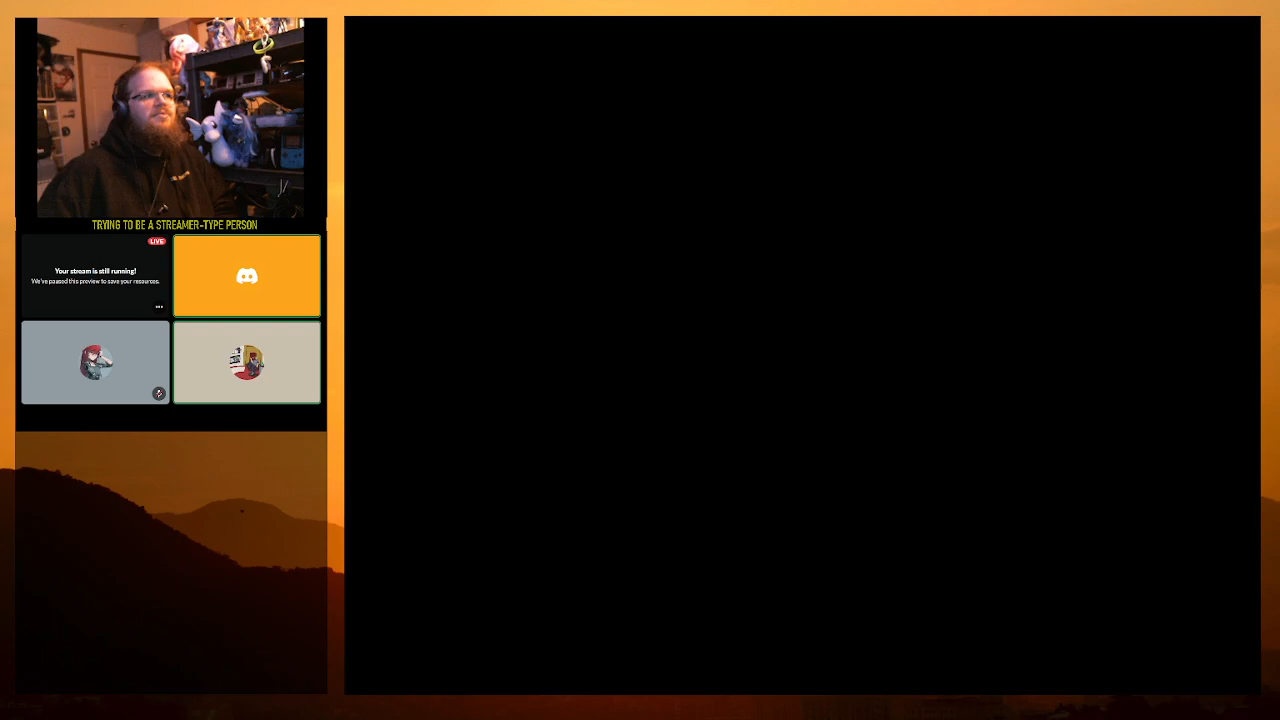 TRYING TO BE A STREAMER-TYPE PERSON
LIVE
Your stream is still running!
We've paused this preview to save your resources.